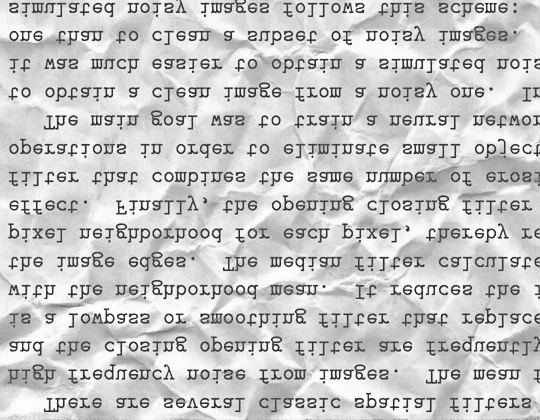 There are several classic spatial filters
high frequency noise from images. The mean f
and the closing opening filter are frequently
is a lowpass or smoothing filter that replace
with the neighborhood mean. It reduces the i
the image edges. The median filter calculate
pixel neighborhood for each pixel, thereby re
effect. Finally, the opening closing filter
filter that combines the same number of erosi
operations in order to eliminate small object
The main goal was to train a neural networ
to obtain a clean image from a noisy one. In
it was much easier to obtain a simulated nois
one than to clean a subset of noisy images.
simulated noisy images follows this scheme: